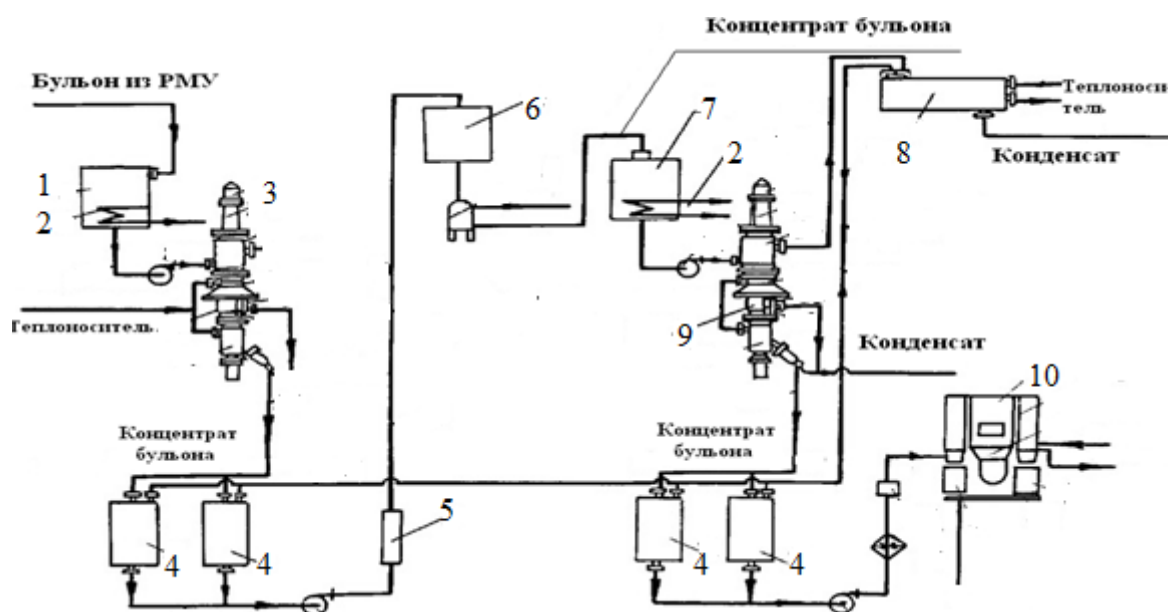 Концентрат бульона
Бульон из РМУ
6
7
2
Теплоноси
тель
8
Конденсат
1
2
3
Теплоноситель.
9
Конденсат
10
Концентрат
бульона
Концентрат
бульона
5
4
4
4
4